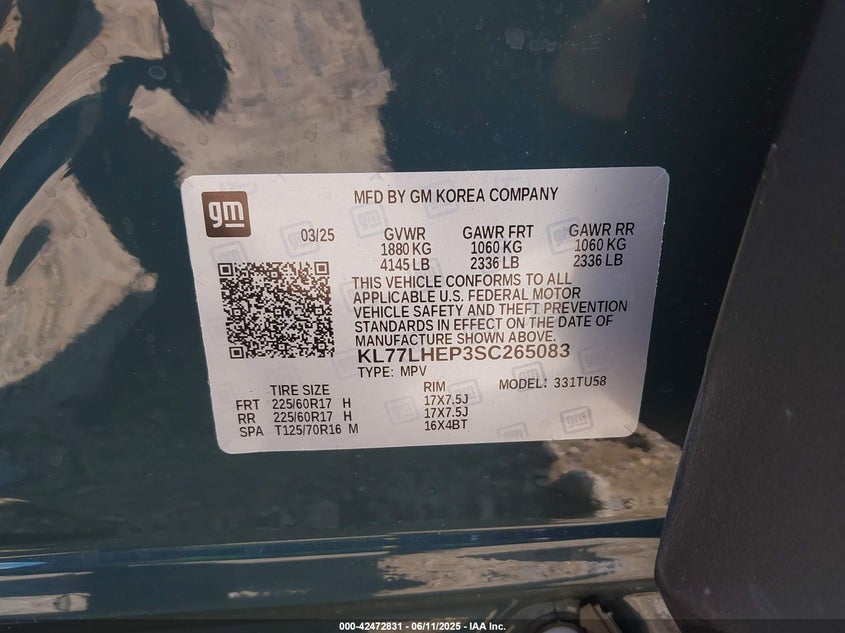 gm
MFD BY GM KOREA COMPANY
03/25
GVWR GAWR FRT GAWR RR
1880 KG 1060 KG 1060 KG
4145 LB 2336 LB 2336 LB
THIS VEHICLE CONFORMS TO ALL
APPLICABLE U.S. FEDERAL MOTOR
VEHICLE SAFETY AND THEFT PREVENTION
STANDARDS IN EFFECT ON THE DATE OF
MANUFACTURE SHOWN ABOVE.
KL77LHEP3SC265083
TYPE: MPV MODEL: 331TU58
TIRE SIZE RIM
FRT 225/60R17 H 17X7.5J
RR 225/60R17 H 17X7.5J
SPA T125/70R16 M 16X4BT
000-42472831 - 06/11/2025 - IAA Inc.